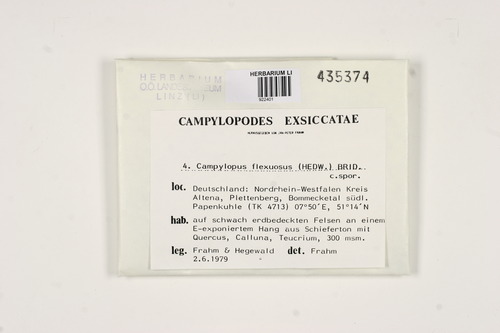 HERBARIUM
O.Ö. LANDESMUSEUM
LINZ (LI)
HERBARIUM LI
922401
435374
CAMPYLOPODES EXSICCATAE
4. Campylopus flexuosus (HEDW.) BRID.
c.spor.
loc. Deutschland: Nordrhein-Westfalen Kreis
Altena, Plettenberg, Bommecketal südl.
Papenkuhle (TK 4713) 07°50´E, 51°14´N
hab. auf schwach erdbedeckten Felsen an einem
E-exponiertem Hang aus Schieferton mit
Quercus, Calluna, Teucrium, 300 msm.
leg. Frahm & Hegewald det. Frahm
2.6.1979